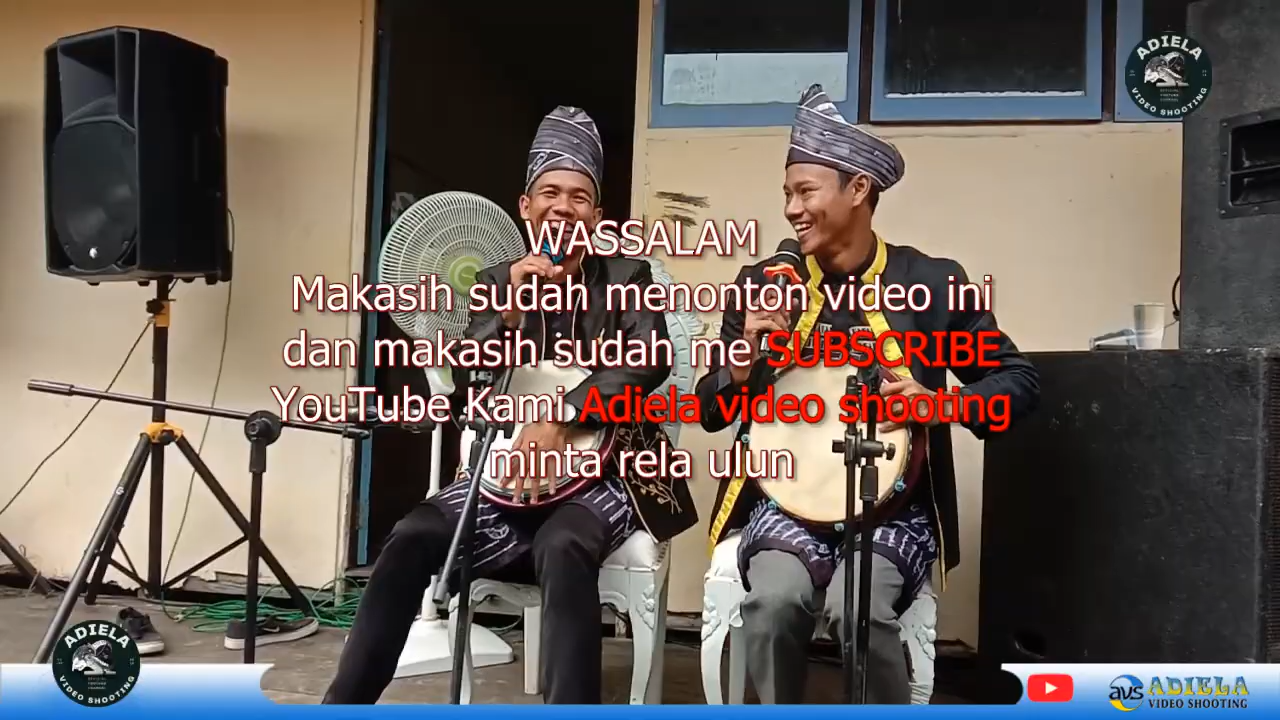 ADIELA
VIDEO SHOOTING
WASSALAM
Makasih sudah menonton video ini
dan makasih sudah me SUBSCRIBE
YouTube Kami Adiela video shooting
minta rela ulun
ADIELA
VIDEO SHOOTING
avs ADIELA
VIDEO SHOOTING